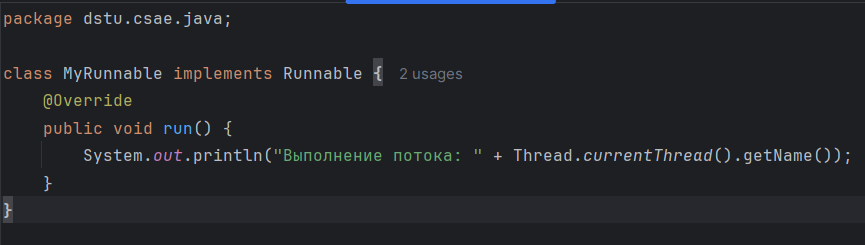 package dstu.csae.java;
class MyRunnable implements Runnable { 2 usages
@Override
public void run() {
System.out.println("Выполнение потока: " + Thread.currentThread().getName());
}
}